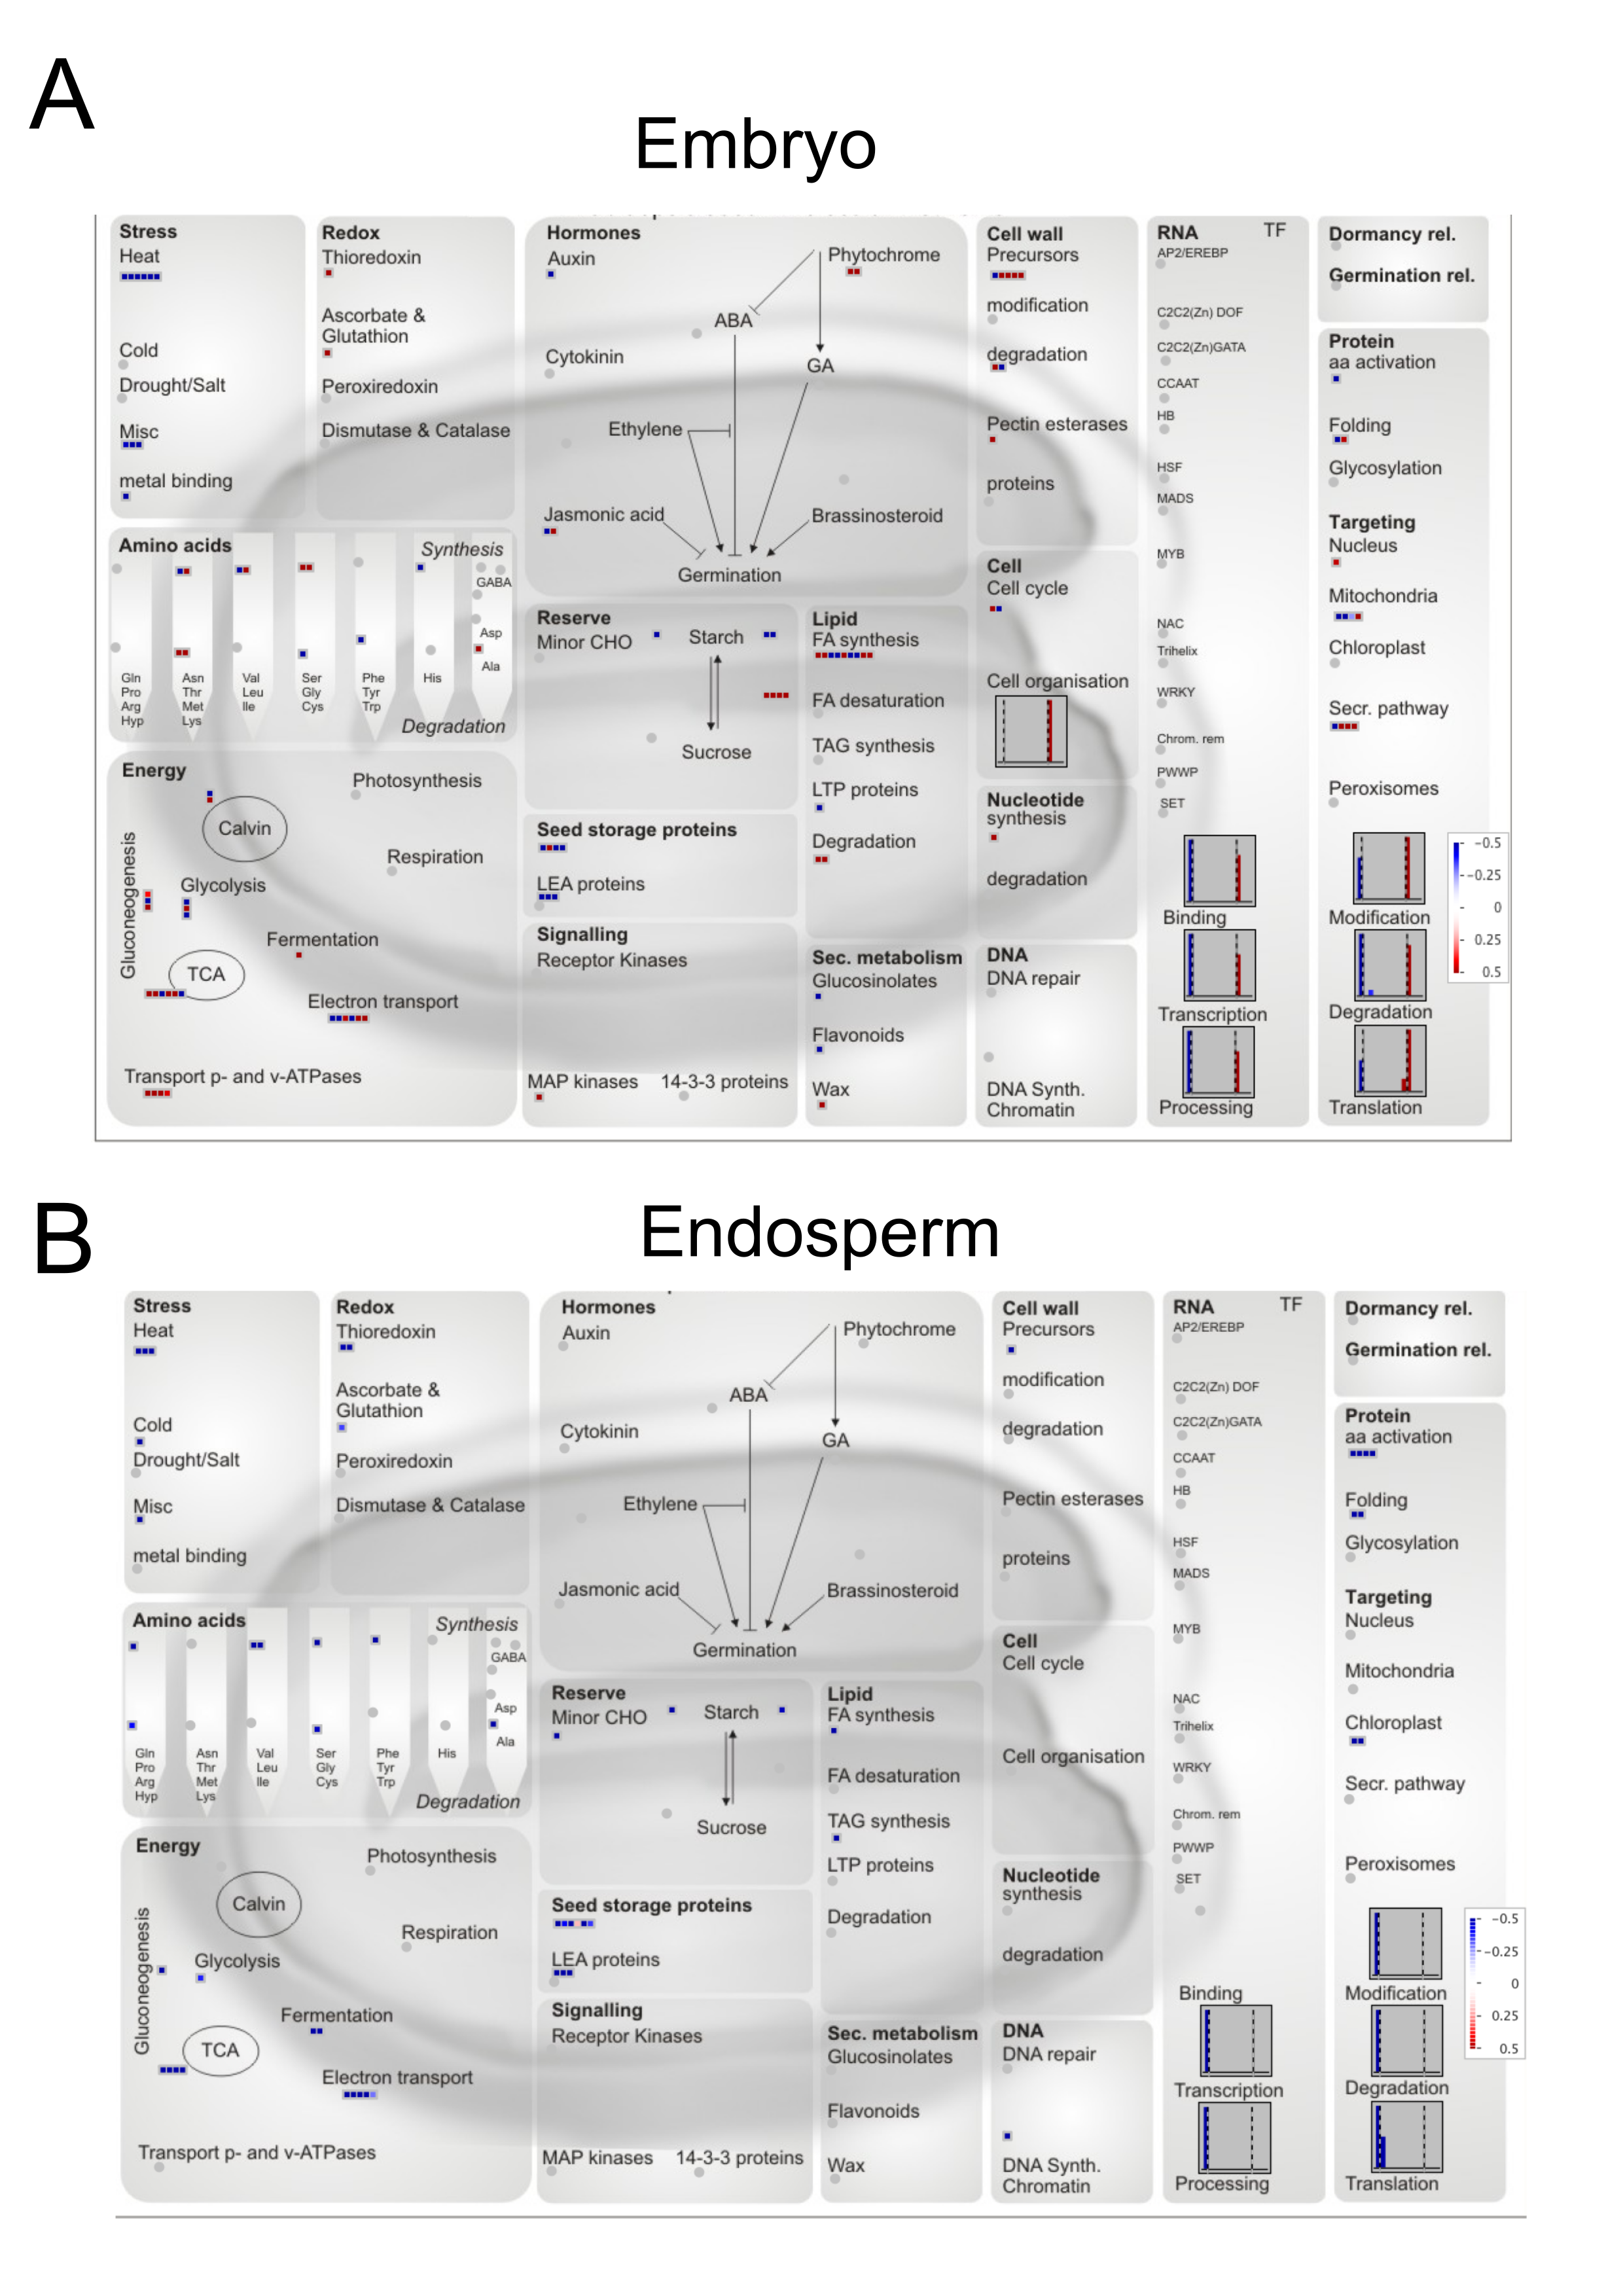 A
Embryo
Stress
Heat
Cold
Drought/Salt
Misc
metal binding
Redox
Thioredoxin
Ascorbate &
Glutathion
Peroxiredoxin
Dismutase & Catalase
Hormones
Auxin
Phytochrome
ABA
Cytokinin
GA
Ethylene
Jasmonic acid
Brassinosteroid
Germination
Cell wall
Precursors
modification
degradation
Pectin esterases
proteins
RNA TF
AP2/EREBP
C2C2(Zn) DOF
C2C2(Zn)GATA
CCAAT
HB
HSF
MADS
MYB
NAC
Trihelix
WRKY
Chrom. rem
PWWP
SET
Binding
Transcription
Processing
Dormancy rel.
Germination rel.
Protein
aa activation
Folding
Glycosylation
Targeting
Nucleus
Mitochondria
Chloroplast
Secr. pathway
Peroxisomes
Modification
Degradation
Translation
−0.5
−0.25
0
0.25
0.5
Amino acids
Synthesis
GABA
Asp
Ala
Gln
Pro
Arg
Hyp
Asn
Thr
Met
Lys
Val
Leu
Ile
Ser
Gly
Cys
Phe
Tyr
Trp
His
Degradation
Energy
Photosynthesis
Calvin
Respiration
Gluconeogenesis
Glycolysis
Fermentation
TCA
Electron transport
Transport p- and v-ATPases
Reserve
Minor CHO
Starch
Sucrose
Seed storage proteins
LEA proteins
Signalling
Receptor Kinases
MAP kinases 14-3-3 proteins
Lipid
FA synthesis
FA desaturation
TAG synthesis
LTP proteins
Degradation
Sec. metabolism
Glucosinolates
Flavonoids
Wax
Cell
Cell cycle
Cell organisation
Nucleotide
synthesis
degradation
DNA
DNA repair
DNA Synth.
Chromatin
B
Endosperm
Stress
Heat
Cold
Drought/Salt
Misc
metal binding
Redox
Thioredoxin
Ascorbate &
Glutathion
Peroxiredoxin
Dismutase & Catalase
Hormones
Auxin
Phytochrome
ABA
Cytokinin
GA
Ethylene
Jasmonic acid
Brassinosteroid
Germination
Cell wall
Precursors
modification
degradation
Pectin esterases
proteins
RNA TF
AP2/EREBP
C2C2(Zn) DOF
C2C2(Zn)GATA
CCAAT
HB
HSF
MADS
MYB
NAC
Trihelix
WRKY
Chrom. rem
PWWP
SET
Binding
Transcription
Processing
Dormancy rel.
Germination rel.
Protein
aa activation
Folding
Glycosylation
Targeting
Nucleus
Mitochondria
Chloroplast
Secr. pathway
Peroxisomes
Modification
Degradation
Translation
−0.5
−0.25
0
0.25
0.5
Amino acids
Synthesis
GABA
Asp
Ala
Gln
Pro
Arg
Hyp
Asn
Thr
Met
Lys
Val
Leu
Ile
Ser
Gly
Cys
Phe
Tyr
Trp
His
Degradation
Energy
Photosynthesis
Calvin
Respiration
Gluconeogenesis
Glycolysis
Fermentation
TCA
Electron transport
Transport p- and v-ATPases
Reserve
Minor CHO
Starch
Sucrose
Seed storage proteins
LEA proteins
Signalling
Receptor Kinases
MAP kinases 14-3-3 proteins
Lipid
FA synthesis
FA desaturation
TAG synthesis
LTP proteins
Degradation
Sec. metabolism
Glucosinolates
Flavonoids
Wax
Cell
Cell cycle
Cell organisation
Nucleotide
synthesis
degradation
DNA
DNA repair
DNA Synth.
Chromatin